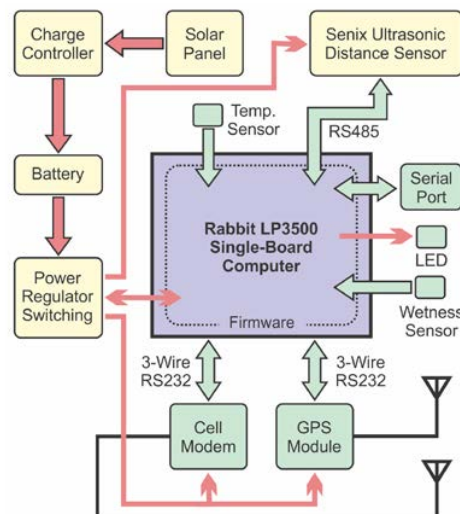 Charge
Controller
Solar
Panel
Senix Ultrasonic
Distance Sensor
Temp.
Sensor
RS485
Battery
Serial
Port
Rabbit LP3500
Single-Board
Computer
LED
Power
Regulator
Switching
Firmware
Wetness
Sensor
3-Wire
RS232
3-Wire
RS232
Cell
Modem
GPS
Module